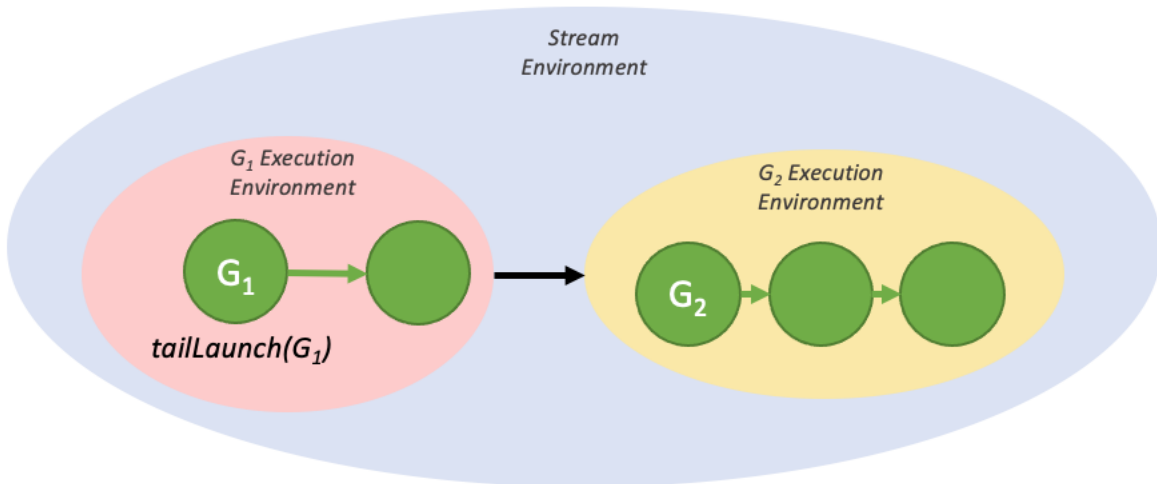 Stream
Environment
G₁ Execution
Environment
G₂ Execution
Environment
G₁
G₂
tailLaunch(G₁)